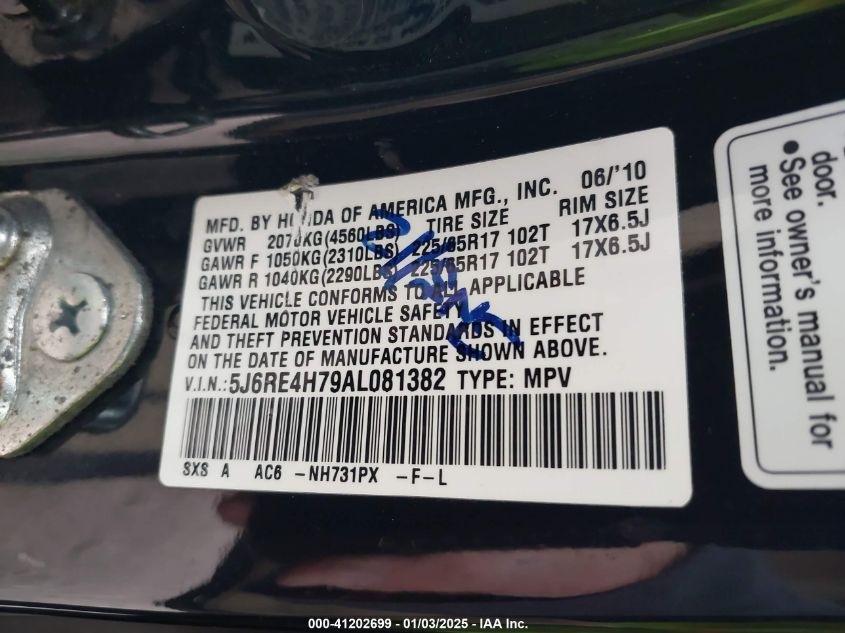 MFD. BY HONDA OF AMERICA MFG., INC. 06/'10
GVWR 2070KG(4560LBS) TIRE SIZE RIM SIZE
GAWR F 1050KG(2310LBS) 225/65R17 102T 17X6.5J
GAWR R 1040KG(2290LBS) 225/65R17 102T 17X6.5J
THIS VEHICLE CONFORMS TO ALL APPLICABLE
FEDERAL MOTOR VEHICLE SAFETY
AND THEFT PREVENTION STANDARDS IN EFFECT
ON THE DATE OF MANUFACTURE SHOWN ABOVE.
V.I.N.:5J6RE4H79AL081382 TYPE: MPV
SXS A AC6 -NH731PX -F-L
door.
●See owner's manual for
more information.
000-41202699 - 01/03/2025 - IAA Inc.